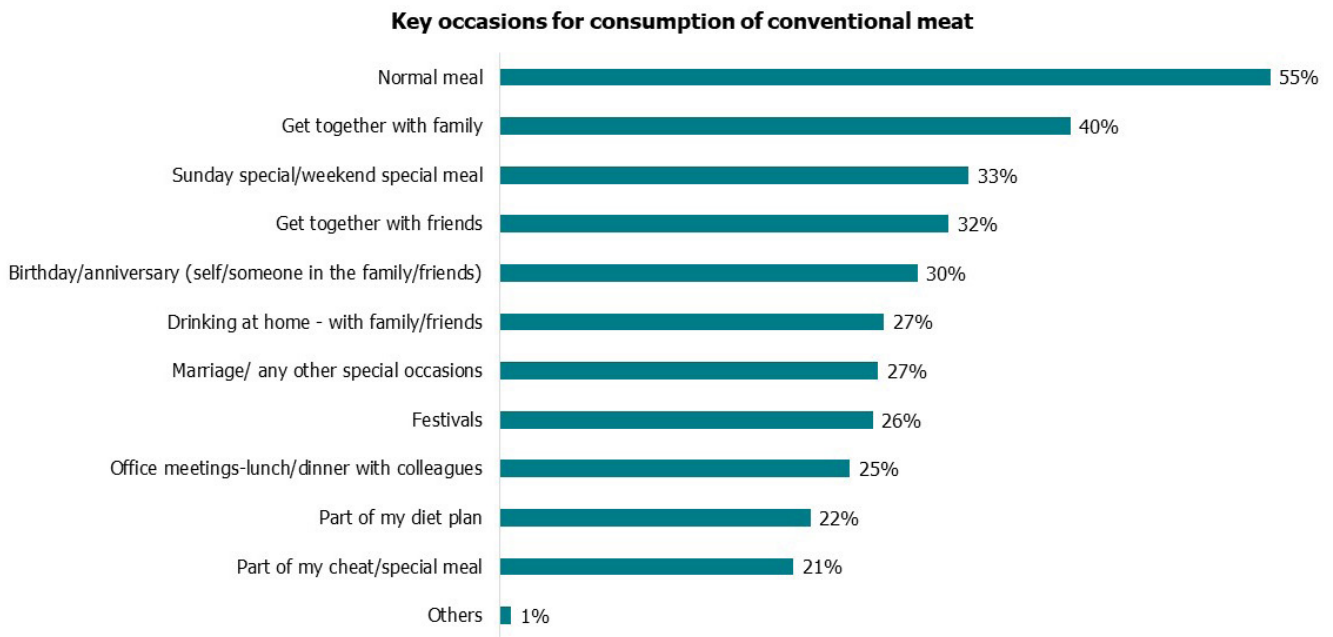 Key occasions for consumption of conventional meat
Normal meal 55%
Get together with family 40%
Sunday special/weekend special meal 33%
Get together with friends 32%
Birthday/anniversary (self/someone in the family/friends) 30%
Drinking at home - with family/friends 27%
Marriage/ any other special occasions 27%
Festivals 26%
Office meetings-lunch/dinner with colleagues 25%
Part of my diet plan 22%
Part of my cheat/special meal 21%
Others 1%